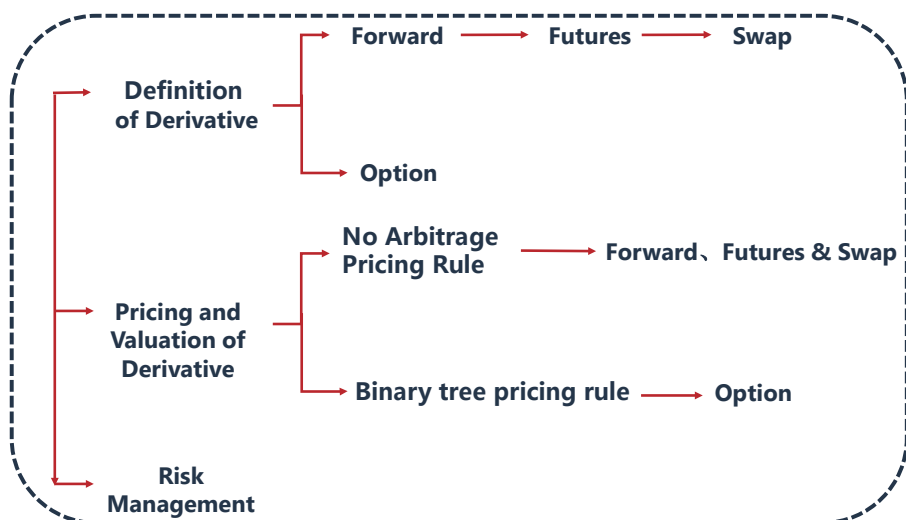 Forward
Futures
Swap
Definition
of Derivative
Option
No Arbitrage
Pricing Rule
Forward、Futures & Swap
Pricing and
Valuation of
Derivative
Binary tree pricing rule
Option
Risk
Management